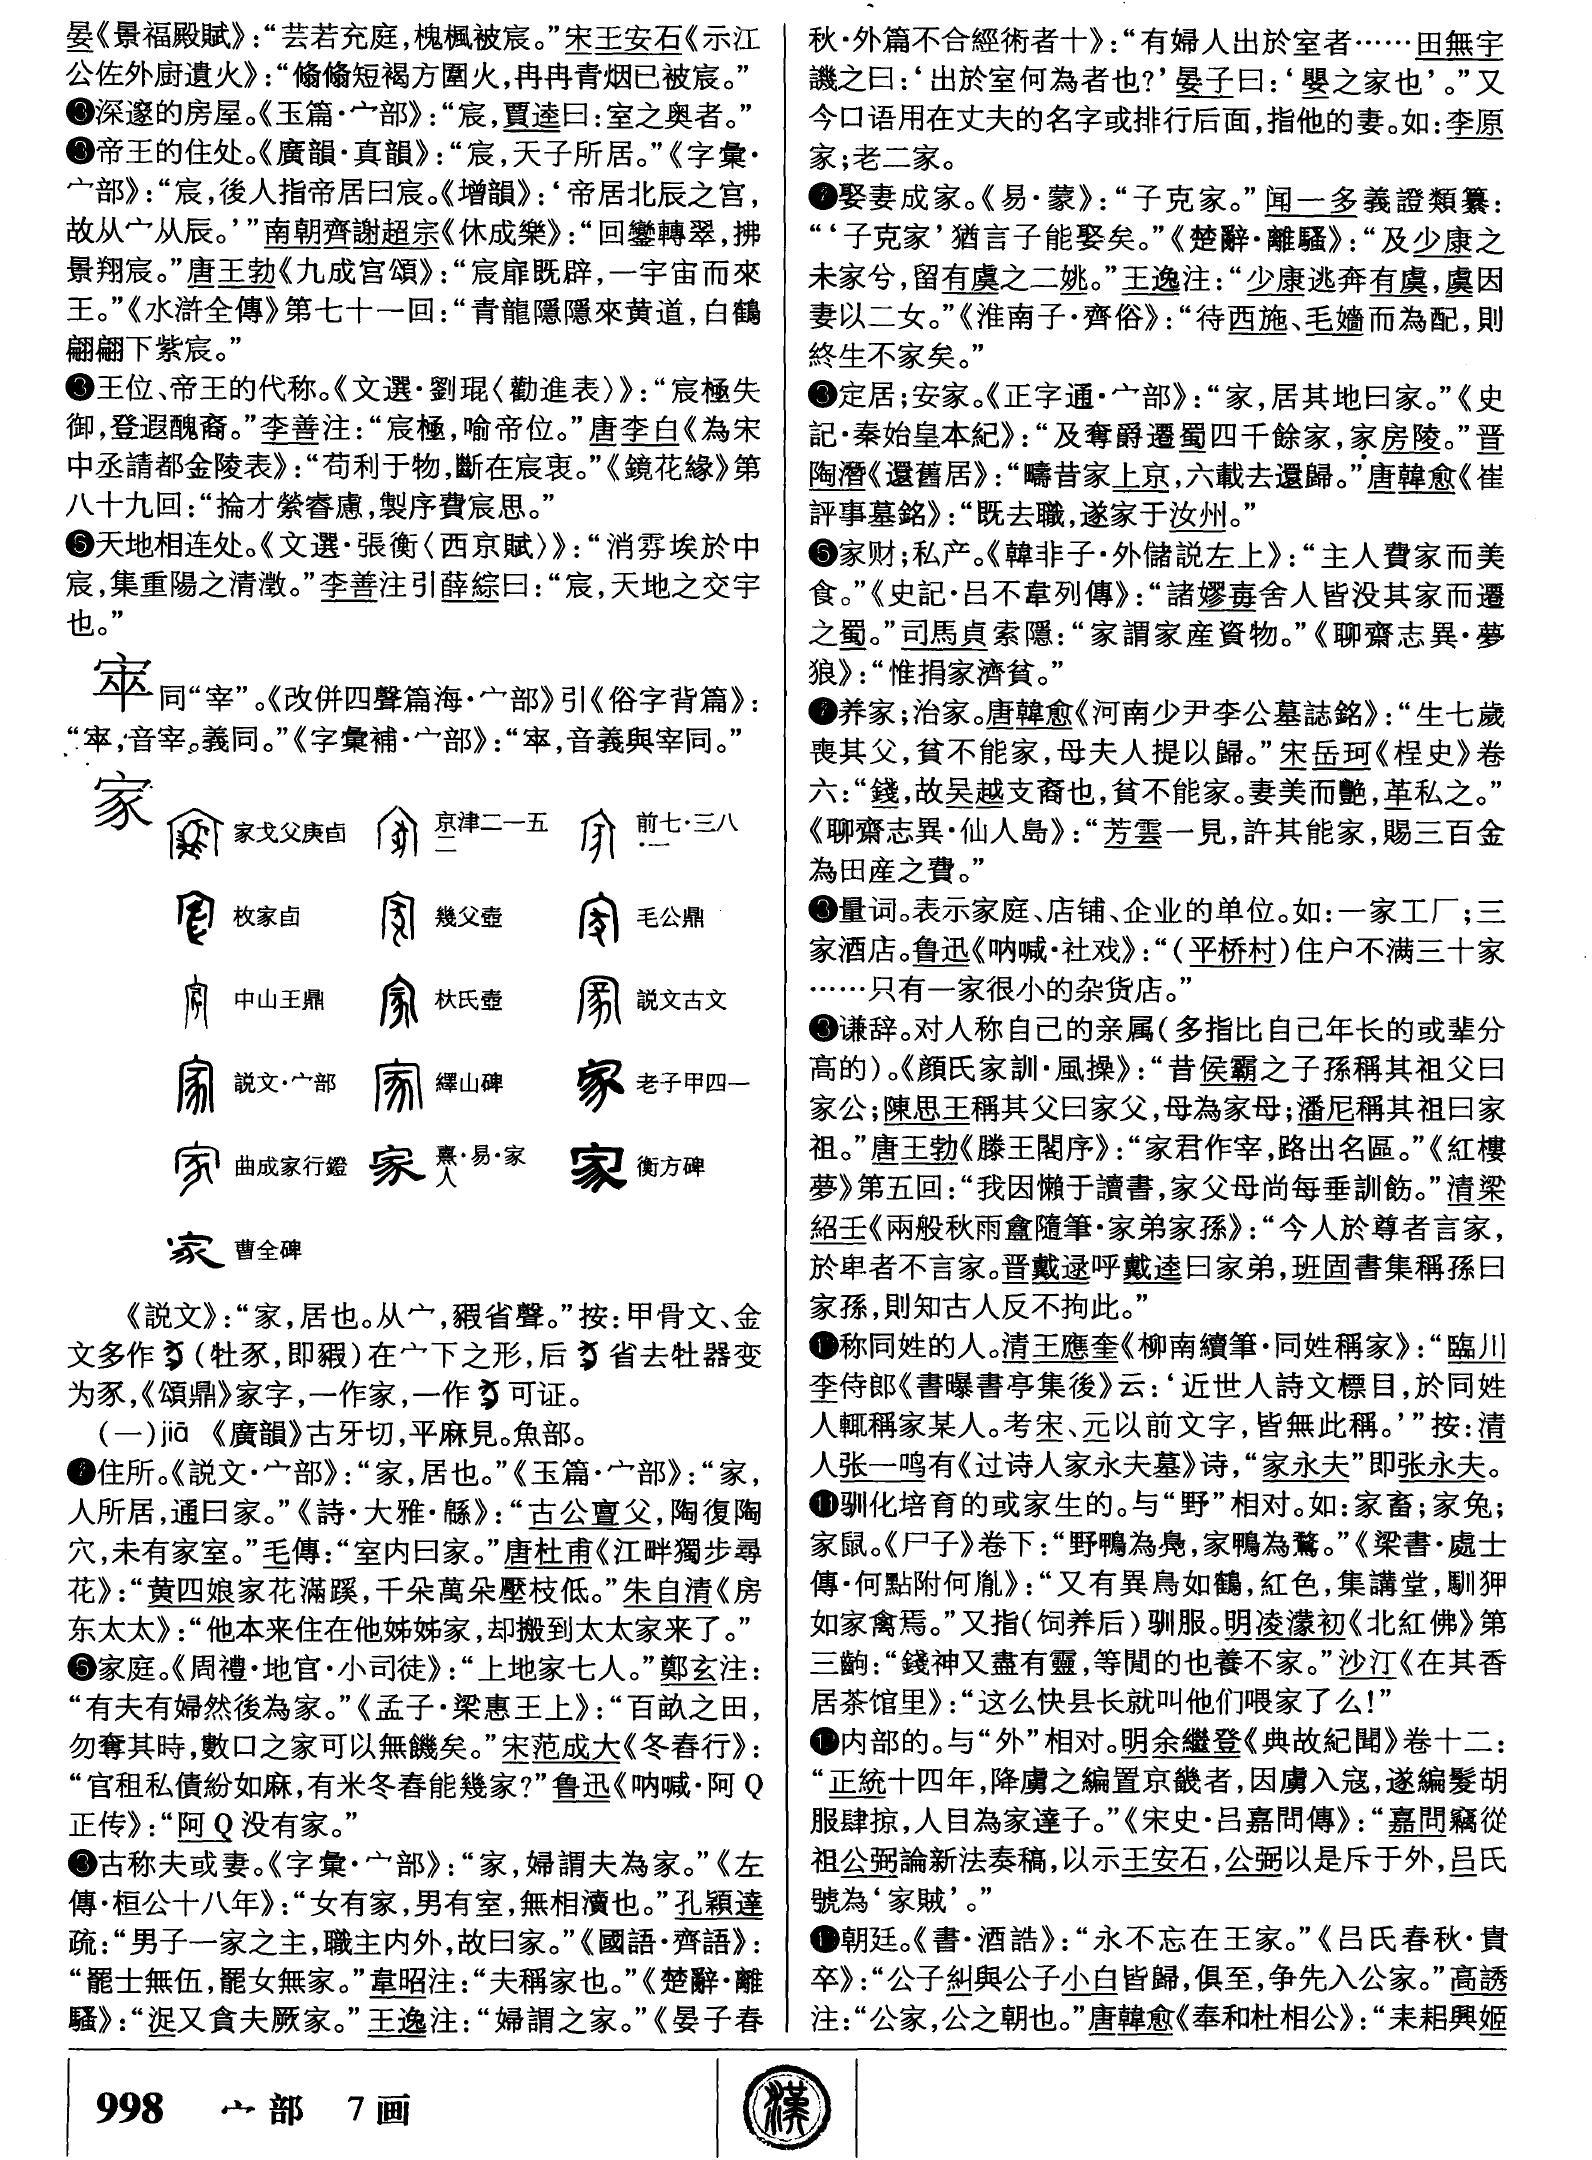 晏《景福殿賦》：“芸若充庭，槐楓被宸。”宋王安石《示江
公佐外厨遺火》：“翛翛短褐方圍火，冉冉青烟已被宸。”
❸深邃的房屋。《玉篇·宀部》：“宸，賈逵曰：室之奥者。”
❸帝王的住处。《廣韻·真韻》：“宸，天子所居。”《字彙·
宀部》：“宸，後人指帝居曰宸。《增韻》：‘帝居北辰之宫，
故从宀从辰。’”南朝齊謝超宗《休成樂》：“回鑾轉翠，拂
景翔宸。”唐王勃《九成宫頌》：“宸扉既辟，一宇宙而來
王。”《水滸全傳》第七十一回：“青龍隱隱來黄道，白鶴
翩翩下紫宸。”
❸王位、帝王的代称。《文選·劉琨〈勸進表〉》：“宸極失
御，登遐醜裔。”李善注：“宸極，喻帝位。”唐李白《為宋
中丞請都金陵表》：“苟利于物，斷在宸衷。”《鏡花緣》第
八十九回：“掄才縈睿慮，製序費宸思。”
❺天地相连处。《文選·張衡〈西京賦〉》：“消雰埃於中
宸，集重陽之清澂。”李善注引薛綜曰：“宸，天地之交宇
也。”
同“宰”。《改併四聲篇海·宀部》引《俗字背篇》：
音宰。義同。”《字彙補·宀部》：音義與宰同。”
家
家戈父庚卣 京津二一五二 前七·三八·一
枚家卣 幾父壺 毛公鼎
中山王鼎 杕氏壺 説文古文
説文·宀部 繹山碑 老子甲四一
曲成家行鐙 熹·易·家人 衡方碑
曹全碑
《説文》：“家，居也。从宀，豭省聲。”按：甲骨文、金
文多作（牡豕，即豭）在宀下之形，后省去牡器变
为豕，《頌鼎》家字，一作家，一作可证。
(一)jiā 《廣韻》古牙切，平麻見。魚部。
❷住所。《説文·宀部》：“家，居也。”《玉篇·宀部》：“家，
人所居，通曰家。”《詩·大雅·緜》：“古公亶父，陶復陶
穴，未有家室。”毛傳：“室内曰家。”唐杜甫《江畔獨步尋
花》：“黄四娘家花滿蹊，千朵萬朵壓枝低。”朱自清《房
东太太》：“他本来住在他姊姊家，却搬到太太家来了。”
❺家庭。《周禮·地官·小司徒》：“上地家七人。”鄭玄注：
“有夫有婦然後為家。”《孟子·梁惠王上》：“百畝之田，
勿奪其時，數口之家可以無饑矣。”宋范成大《冬舂行》：
“官租私債紛如麻，有米冬舂能幾家？”鲁迅《呐喊·阿Q
正传》：“阿Q没有家。”
❸古称夫或妻。《字彙·宀部》：“家，婦謂夫為家。”《左
傳·桓公十八年》：“女有家，男有室，無相瀆也。”孔穎達
疏：“男子一家之主，職主内外，故曰家。”《國語·齊語》：
“罷士無伍，罷女無家。”韋昭注：“夫稱家也。”《楚辭·離
騷》：“浞又貪夫厥家。”王逸注：“婦謂之家。”《晏子春
秋·外篇不合經術者十》：“有婦人出於室者……田無宇
譏之曰：‘出於室何為者也？’晏子曰：‘嬰之家也’。”又
今口语用在丈夫的名字或排行后面，指他的妻。如：李原
家；老二家。
❷娶妻成家。《易·蒙》：“子克家。”闻一多義證類纂：
“‘子克家’猶言子能娶矣。”《楚辭·離騷》：“及少康之
未家兮，留有虞之二姚。”王逸注：“少康逃奔有虞，虞因
妻以二女。”《淮南子·齊俗》：“待西施、毛嬙而為配，則
終生不家矣。”
❸定居；安家。《正字通·宀部》：“家，居其地曰家。”《史
記·秦始皇本紀》：“及奪爵遷蜀四千餘家，家房陵。”晋
陶潛《還舊居》：“疇昔家上京，六載去還歸。”唐韓愈《崔
評事墓銘》：“既去職，遂家于汝州。”
❺家财；私产。《韓非子·外儲説左上》：“主人費家而美
食。”《史記·吕不韋列傳》：“諸嫪毐舍人皆没其家而遷
之蜀。”司馬貞索隱：“家謂家産資物。”《聊齋志異·夢
狼》：“惟捐家濟貧。”
❷养家；治家。唐韓愈《河南少尹李公墓誌銘》：“生七歲
喪其父，貧不能家，母夫人提以歸。”宋岳珂《桯史》卷
六：“錢，故吴越支裔也，貧不能家。妻美而艷，革私之。”
《聊齋志異·仙人島》：“芳雲一見，許其能家，賜三百金
為田産之費。”
❸量词。表示家庭、店铺、企业的单位。如：一家工厂；三
家酒店。鲁迅《呐喊·社戏》：“（平桥村）住户不满三十家
……只有一家很小的杂货店。”
❸谦辞。对人称自己的亲属（多指比自己年长的或辈分
高的）。《顔氏家訓·風操》：“昔侯霸之子孫稱其祖父曰
家公；陳思王稱其父曰家父，母為家母；潘尼稱其祖曰家
祖。”唐王勃《滕王閣序》：“家君作宰，路出名區。”《紅樓
夢》第五回：“我因懶于讀書，家父母尚每垂訓飭。”清梁
紹壬《兩般秋雨盦隨筆·家弟家孫》：“今人於尊者言家，
於卑者不言家。晋戴逯呼戴逵曰家弟，班固書集稱孫曰
家孫，則知古人反不拘此。”
❶称同姓的人。清王應奎《柳南續筆·同姓稱家》：“臨川
李侍郎《書曝書亭集後》云：‘近世人詩文標目，於同姓
人輒稱家某人。考宋、元以前文字，皆無此稱。’”按：清
人张一鸣有《过诗人家永夫墓》诗，“家永夫”即张永夫。
⓫驯化培育的或家生的。与“野”相对。如：家畜；家兔；
家鼠。《尸子》卷下：“野鴨為鳧，家鴨為鶩。”《梁書·處士
傳·何點附何胤》：“又有異鳥如鶴，紅色，集講堂，馴狎
如家禽焉。”又指（饲养后）驯服。明凌濛初《北紅佛》第
三齣：“錢神又盡有靈，等閒的也養不家。”沙汀《在其香
居茶馆里》：“这么快县长就叫他们喂家了么！”
❶内部的。与“外”相对。明余繼登《典故紀聞》卷十二：
“正統十四年，降虜之編置京畿者，因虜入寇，遂編髮胡
服肆掠，人目為家達子。”《宋史·吕嘉問傳》：“嘉問竊從
祖公弼論新法奏稿，以示王安石，公弼以是斥于外，吕氏
號為‘家賊’。”
❶朝廷。《書·酒誥》：“永不忘在王家。”《吕氏春秋·貴
卒》：“公子糾與公子小白皆歸，俱至，争先入公家。”高誘
注：“公家，公之朝也。”唐韓愈《奉和杜相公》：“耒耜興姬
998 宀部 7画
漢